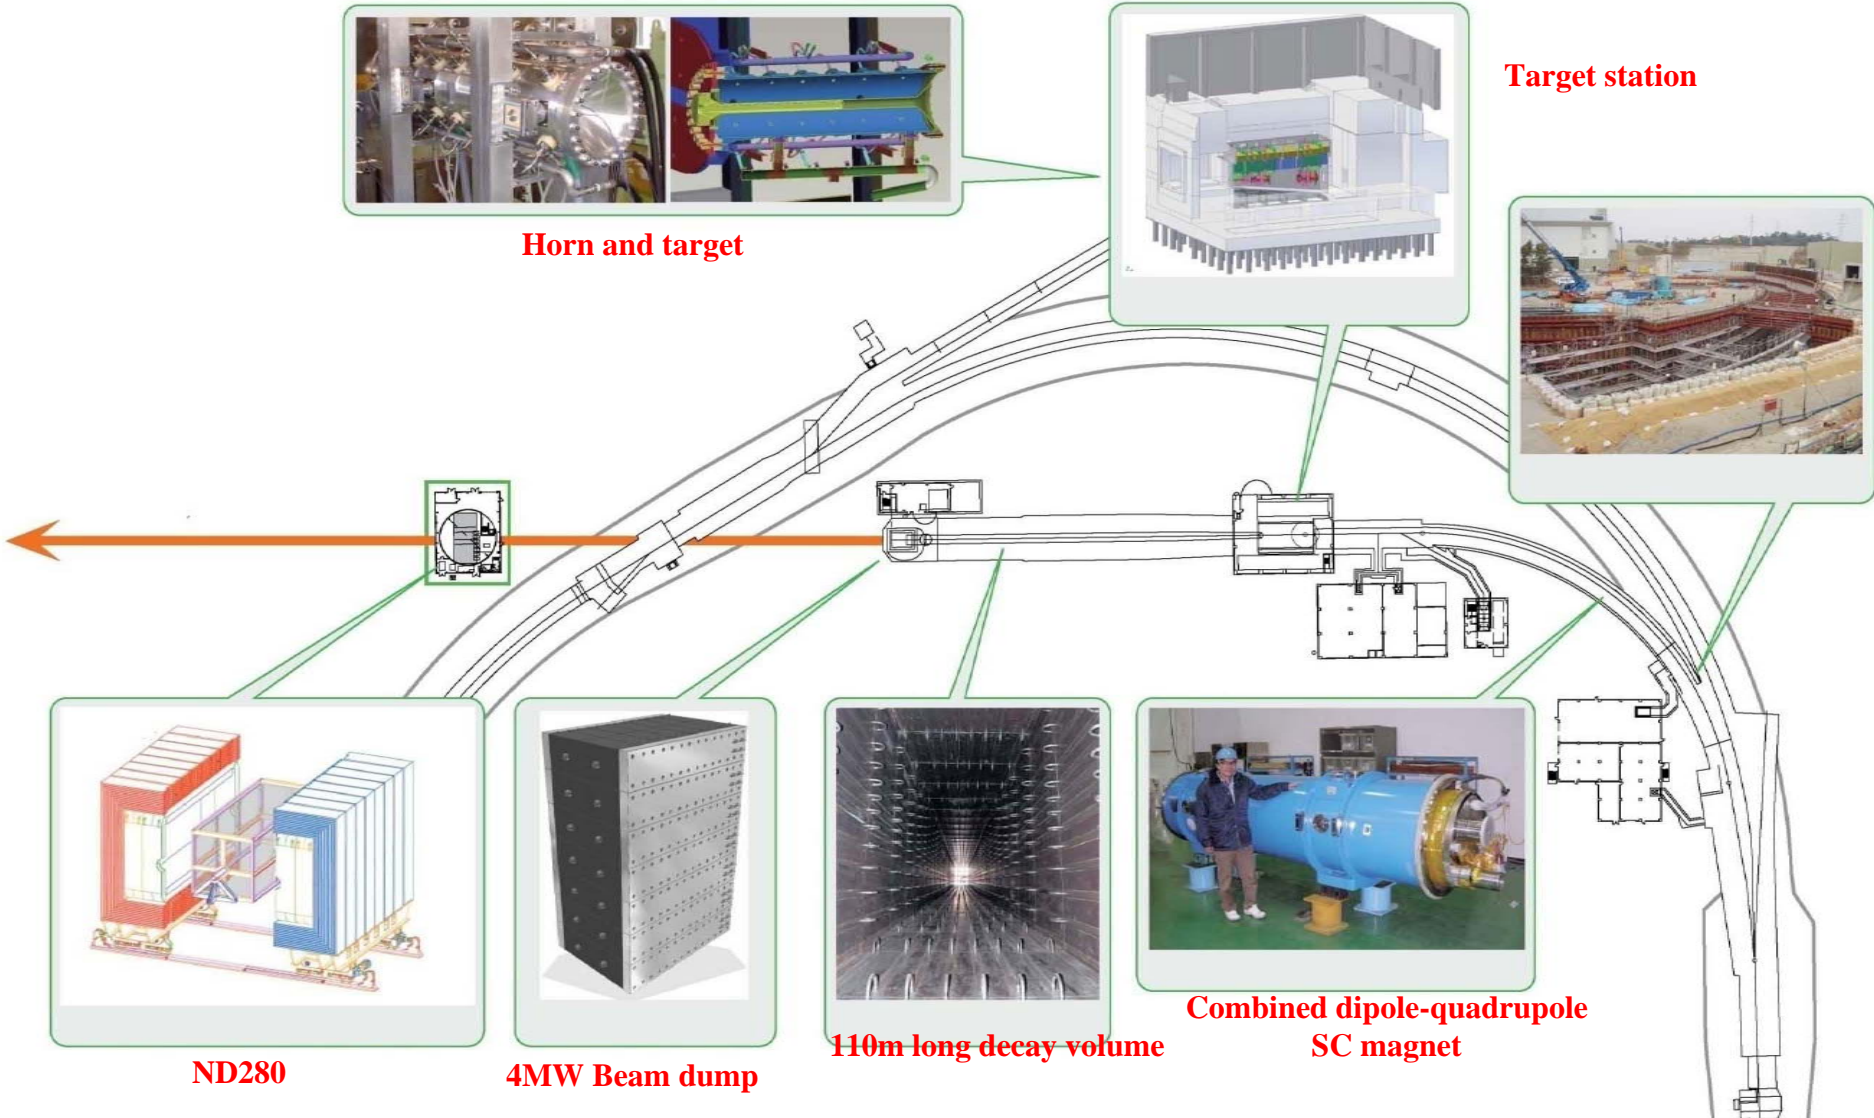 Target station
Horn and target
Combined dipole-quadrupole
SC magnet
110m long decay volume
ND280
4MW Beam dump